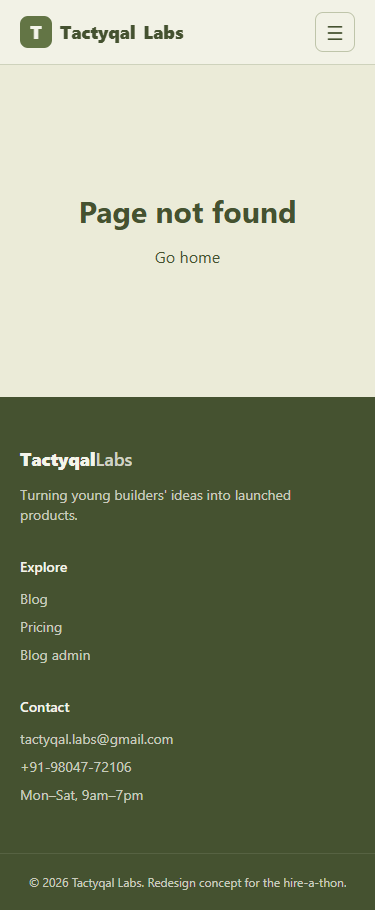 T
Tactyqal Labs
Page not found
Go home
TactyqalLabs
Turning young builders' ideas into launched
products.
Explore
Blog
Pricing
Blog admin
Contact
tactyqal.labs@gmail.com
+91-98047-72106
Mon–Sat, 9am–7pm
© 2026 Tactyqal Labs. Redesign concept for the hire-a-thon.